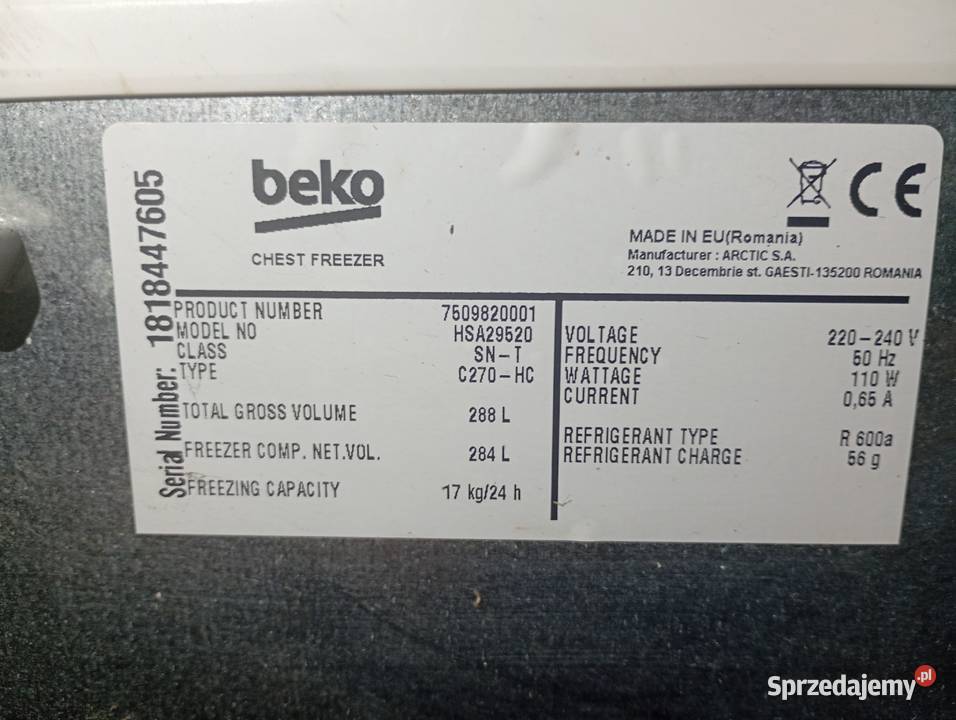 beko
CHEST FREEZER
CE
MADE IN EU(Romania)
Manufacturer : ARCTIC S.A.
210, 13 Decembrie st. GAESTI-135200 ROMANIA
Serial Number: 1818447605
PRODUCT NUMBER 7509820001
MODEL NO HSA29520
CLASS SN-T
TYPE C270-HC
TOTAL GROSS VOLUME 288 L
FREEZER COMP. NET.VOL. 284 L
FREEZING CAPACITY 17 kg/24 h
VOLTAGE 220-240 V
FREQUENCY 50 Hz
WATTAGE 110 W
CURRENT 0,65 A
REFRIGERANT TYPE R 600a
REFRIGERANT CHARGE 56 g
Sprzedajemy.pl